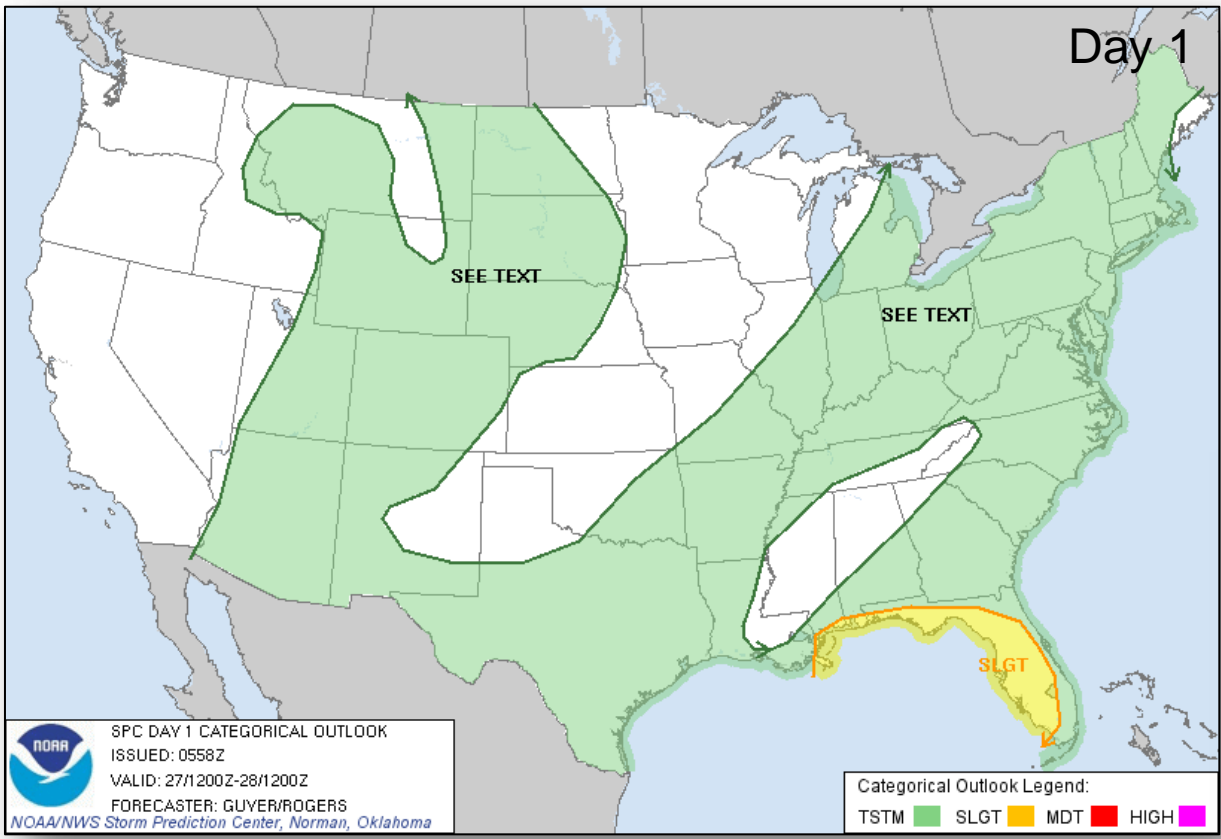 Day 1
SEE TEXT
SEE TEXT
SLGT
NOAA
SPC DAY 1 CATEGORICAL OUTLOOK
ISSUED: 0558Z
VALID: 27/1200Z-28/1200Z
FORECASTER: GUYER/ROGERS
NOAA/NWS Storm Prediction Center, Norman, Oklahoma
Categorical Outlook Legend:
TSTM SLGT MDT HIGH